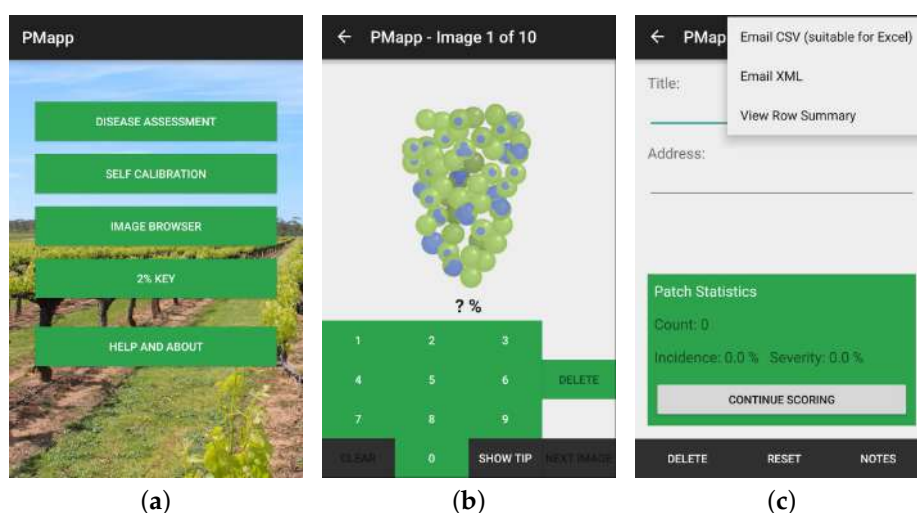 PMapp
DISEASE ASSESSMENT
SELF CALIBRATION
IMAGE BROWSER
2% KEY
HELP AND ABOUT
(a)
PMapp - Image 1 of 10
? %
1 2 3
4 5 6 DELETE
7 8 9
CLEAR 0 SHOW TIP NEXT IMAGE
(b)
PMap
Email CSV (suitable for Excel)
Email XML
View Row Summary
Title:
Address:
Patch Statistics
Count: 0
Incidence: 0.0 % Severity: 0.0 %
CONTINUE SCORING
DELETE RESET NOTES
(c)